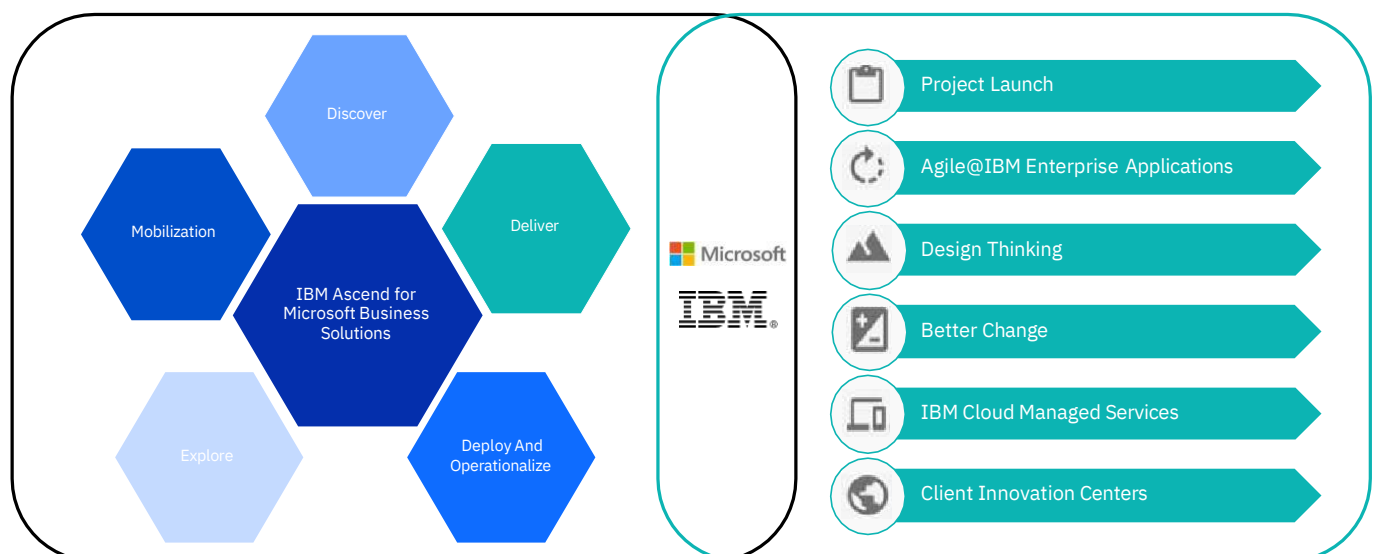 Discover
Mobilization
Deliver
IBM Ascend for
Microsoft Business
Solutions
Explore
Deploy And
Operationalize
Microsoft
IBM®
Project Launch
Agile@IBM Enterprise Applications
Design Thinking
Better Change
IBM Cloud Managed Services
Client Innovation Centers